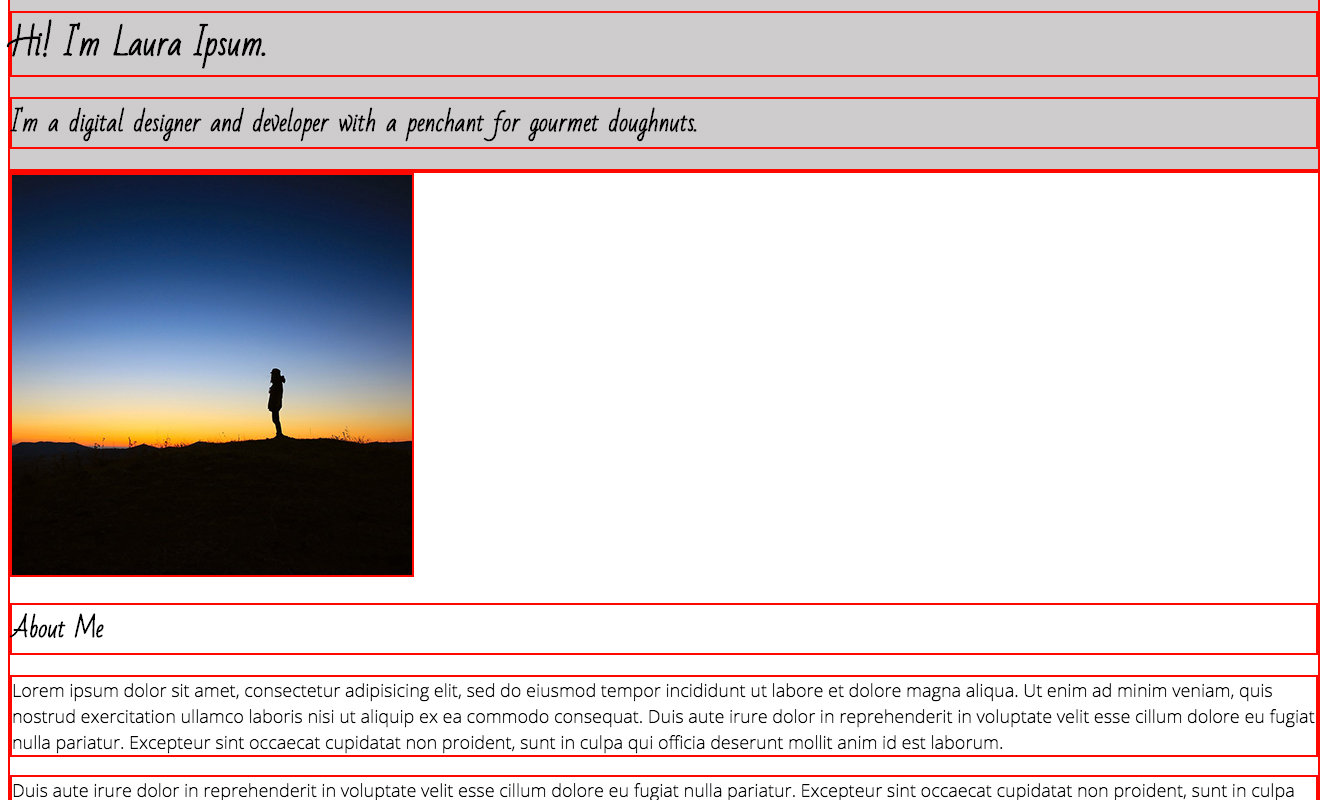 Hi! I'm Laura Ipsum.
I'm a digital designer and developer with a penchant for gourmet doughnuts.
About Me
Lorem ipsum dolor sit amet, consectetur adipisicing elit, sed do eiusmod tempor incididunt ut labore et dolore magna aliqua. Ut enim ad minim veniam, quis
nostrud exercitation ullamco laboris nisi ut aliquip ex ea commodo consequat. Duis aute irure dolor in reprehenderit in voluptate velit esse cillum dolore eu fugiat
nulla pariatur. Excepteur sint occaecat cupidatat non proident, sunt in culpa qui officia deserunt mollit anim id est laborum.
Duis aute irure dolor in reprehenderit in voluptate velit esse cillum dolore eu fugiat nulla pariatur. Excepteur sint occaecat cupidatat non proident, sunt in culpa